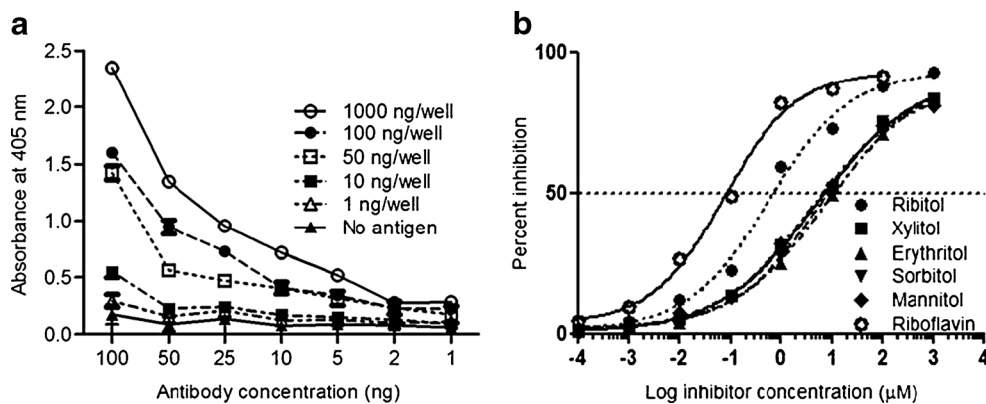 a
2.5
2.0
1.5
1.0
0.5
0.0
Absorbance at 405 nm
1000 ng/well
100 ng/well
50 ng/well
10 ng/well
1 ng/well
No antigen
100 50 25 10 5 2 1
Antibody concentration (ng)
b
100
50
0
Percent inhibition
Ribitol
Xylitol
Erythritol
Sorbitol
Mannitol
Riboflavin
-4 -3 -2 -1 0 1 2 3 4
Log inhibitor concentration (µM)